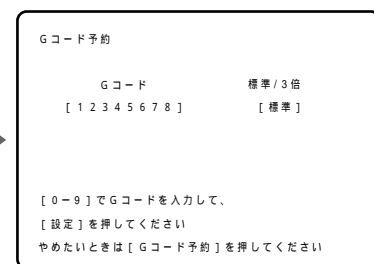 Gコード予約
Gコード 標準/3倍
[12345678] [標準]
[0−9]でGコードを入力して、
[設定]を押してください
やめたいときは[Gコード予約]を押してください